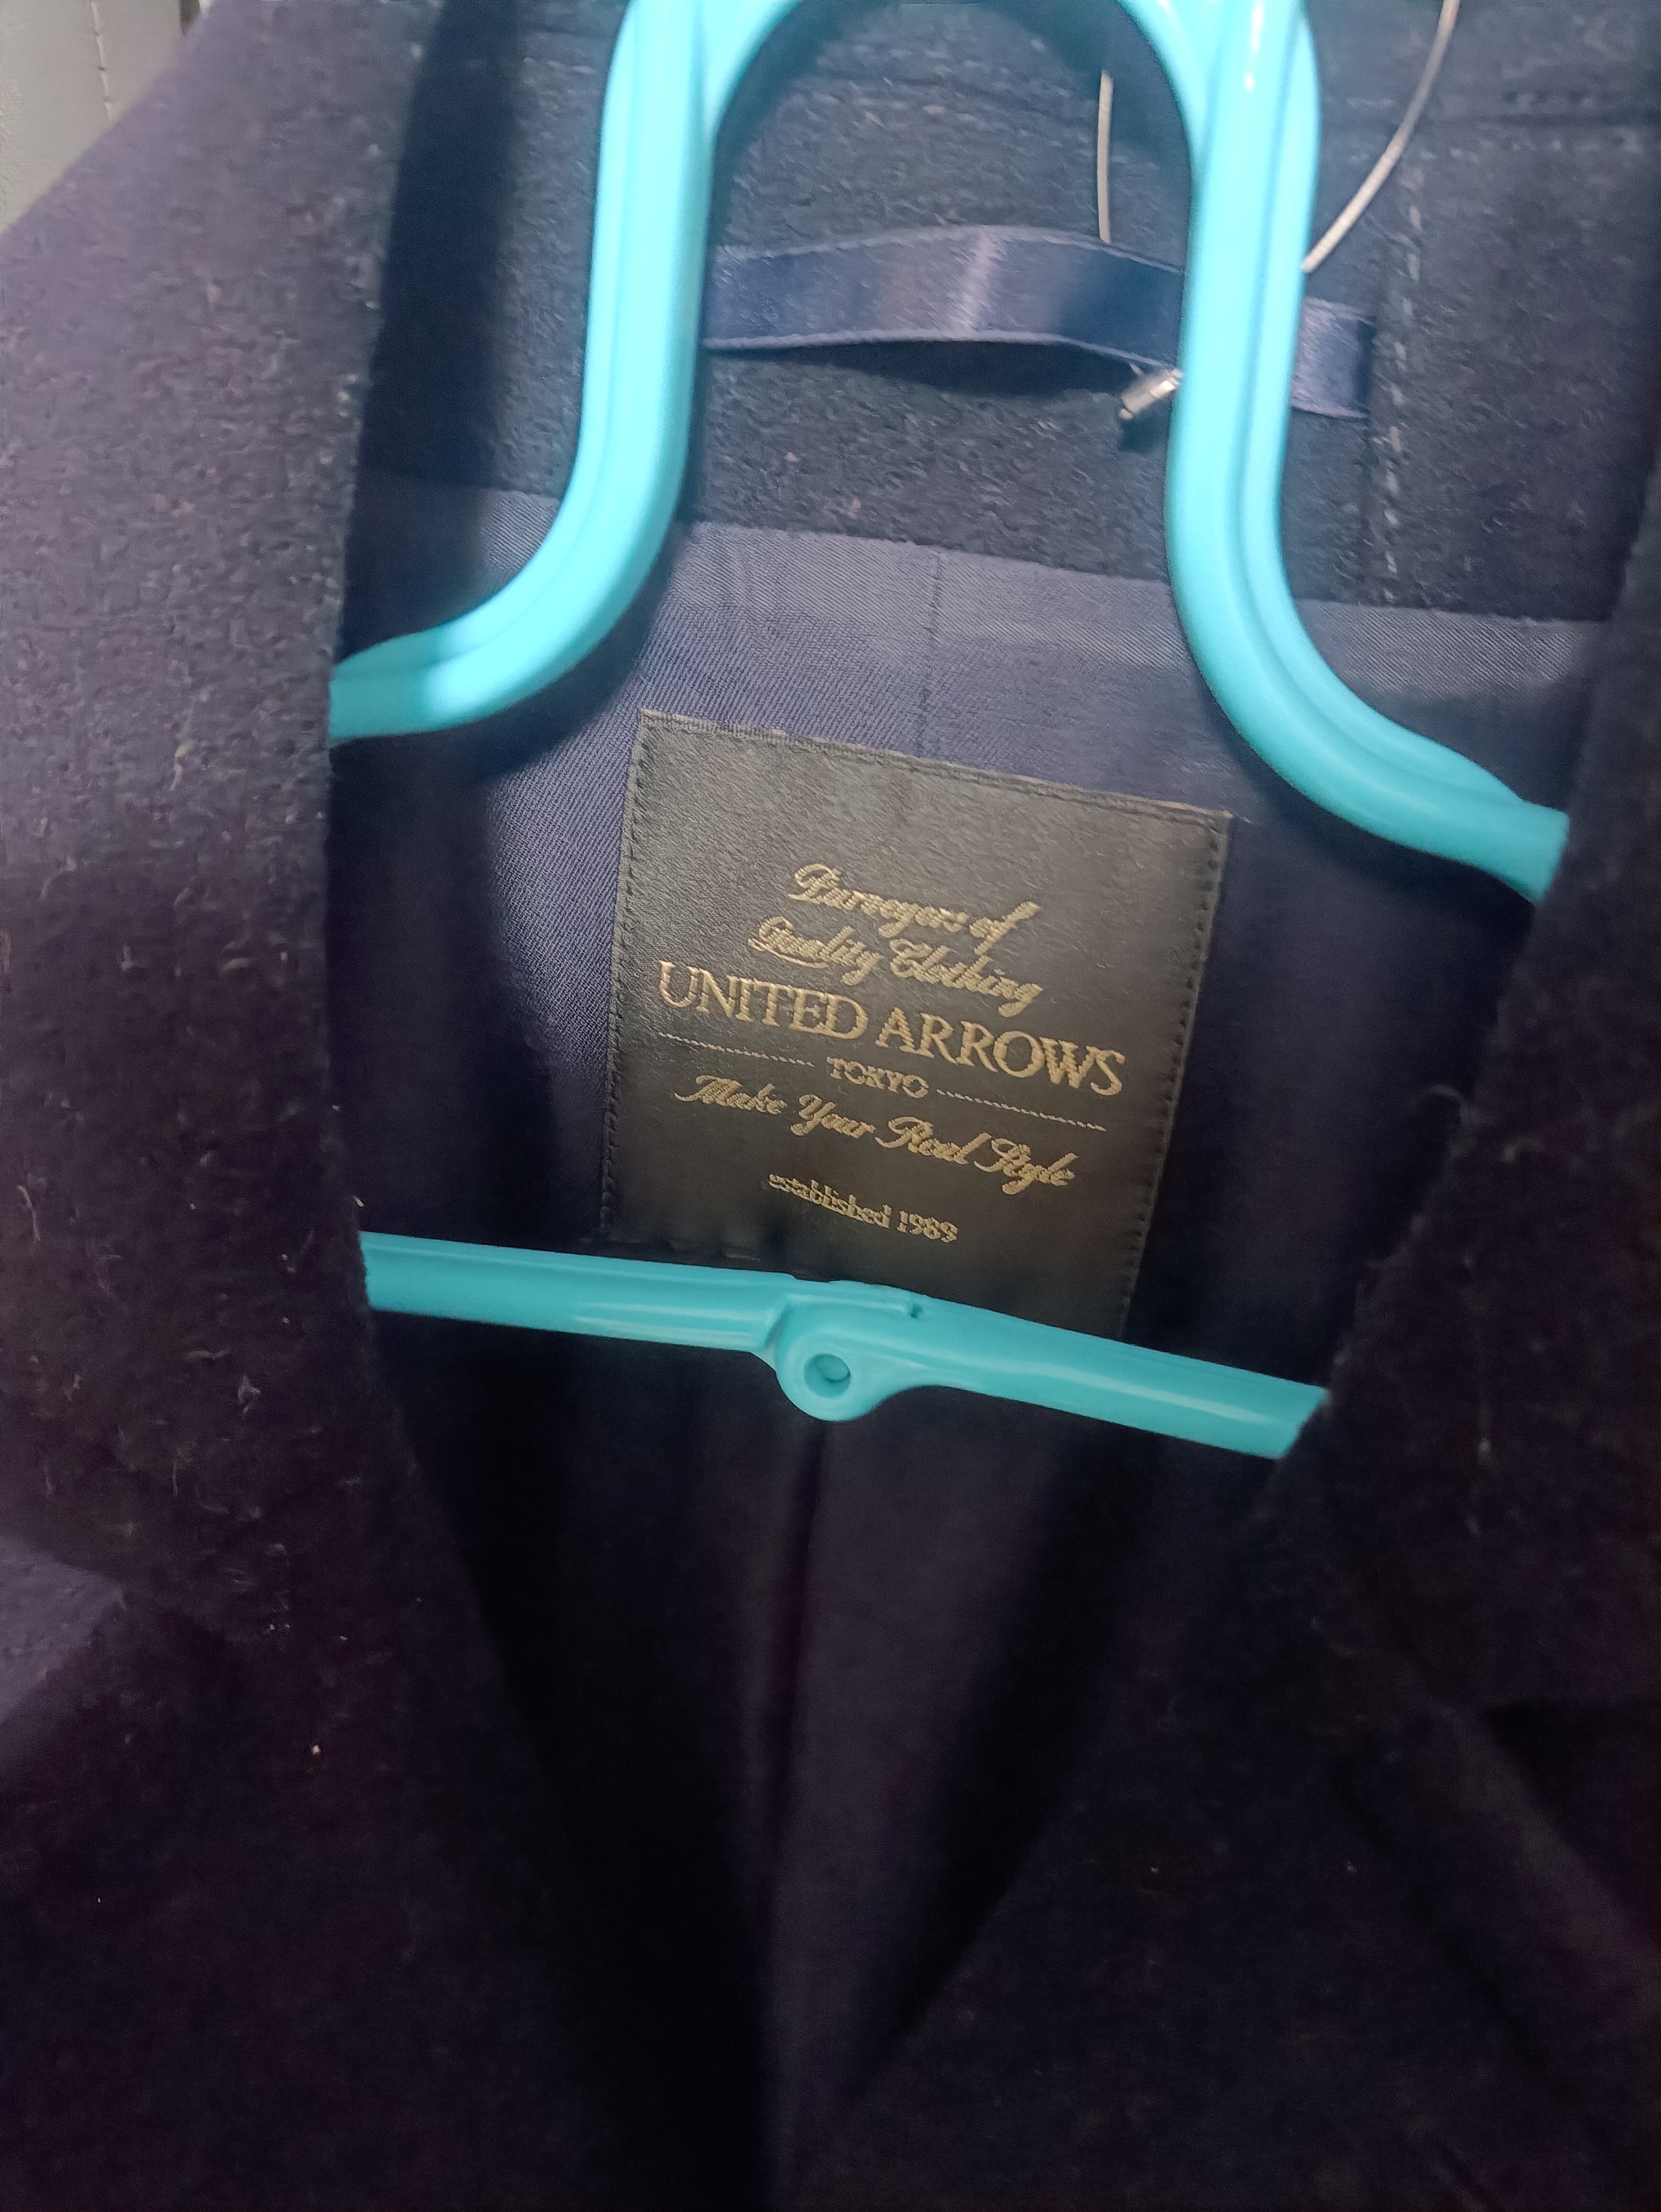 Purveyors of
Quality Clothing
UNITED ARROWS
TOKYO
Make Your Real Style
established 1989